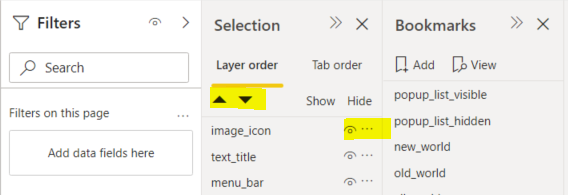 Filters
Search
Filters on this page
Add data fields here
Selection
Layer order Tab order
Show Hide
image_icon
text_title
menu_bar
Bookmarks
Add View
popup_list_visible
popup_list_hidden
new_world
old_world